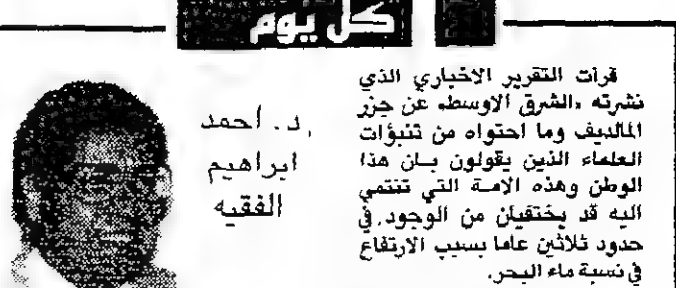 كل يوم
د. احمد
ابراهيم
الفقيه
قرأت التقرير الاخباري الذي
نشرته «الشرق الاوسط» عن جزر
المالديف وما احتواه من تنبؤات
العلماء الذين يقولون بان هذا
الوطن وهذه الامة التي تنتمي
اليه قد يختفيان من الوجود في
حدود ثلاثين عاما بسبب الارتفاع
في نسبة ماء البحر.